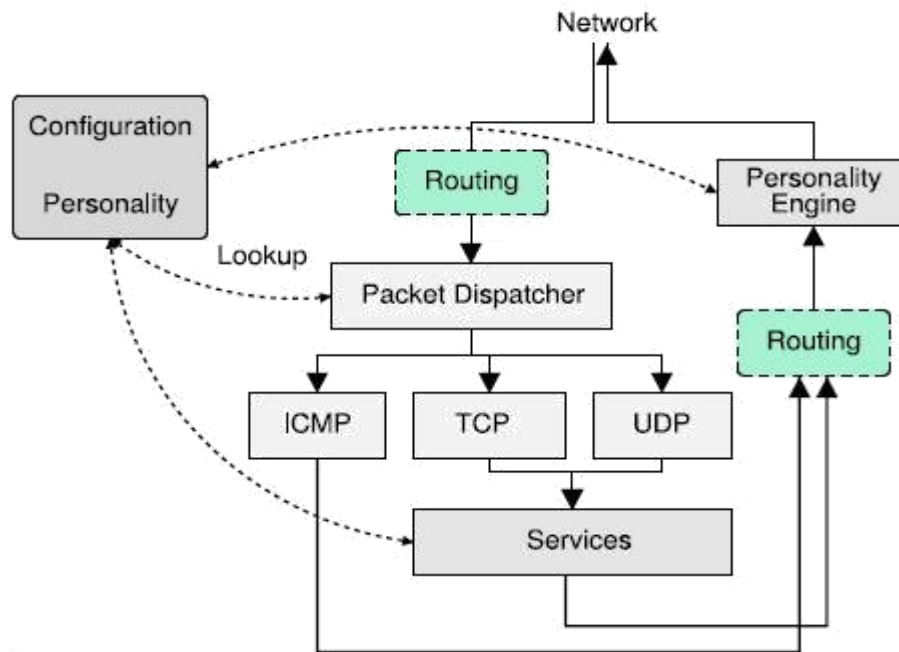 Network
Configuration
Personality
Routing
Personality
Engine
Lookup
Packet Dispatcher
Routing
ICMP
TCP
UDP
Services